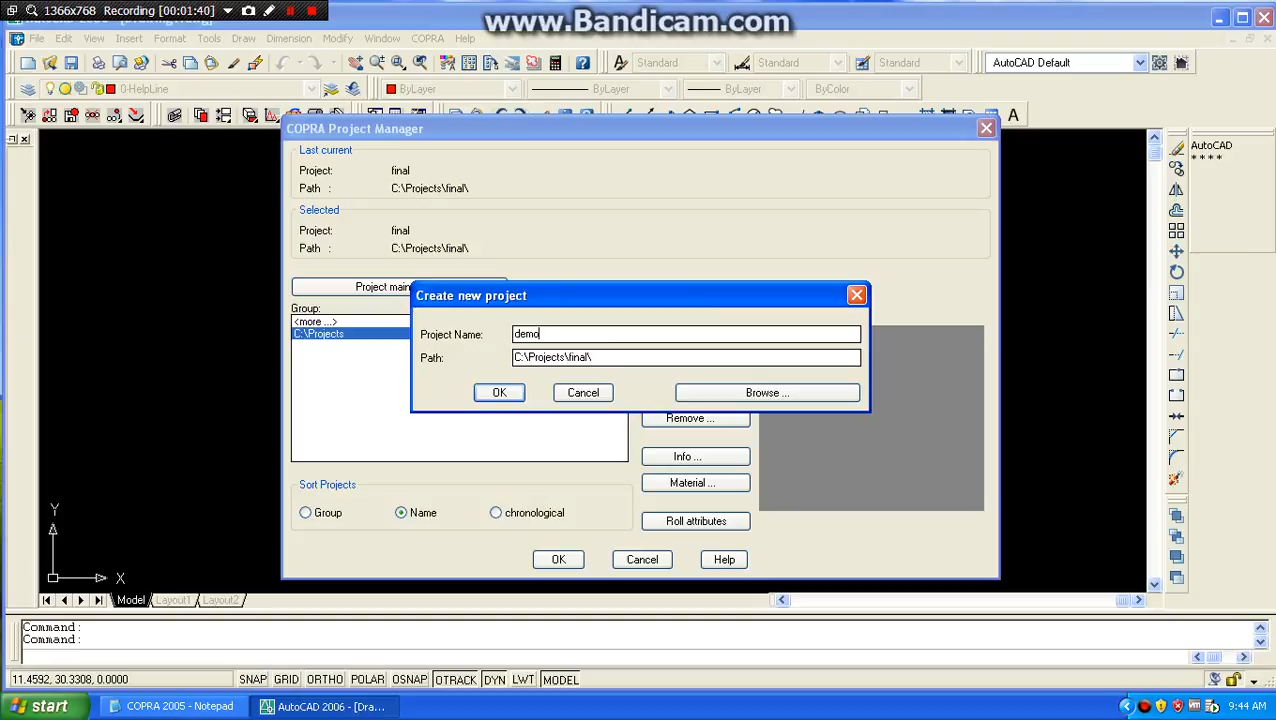 1366x768 Recording [00:01:40]
www.Bandicam.com
File Edit View Insert Format Tools Draw Dimension Modify Window COPRA Help
Standard Standard Standard AutoCAD Default
0-HelpLine ByLayer ByLayer ByLayer ByColor
A
COPRA Project Manager
AutoCAD
* * * *
Last current
Project: final
Path : C:\Projects\final\
Selected
Project: final
Path : C:\Projects\final\
Project main
Group:
<more ...>
C:\Projects
Create new project
Project Name: demo
Path: C:\Projects\final\
OK Cancel Browse ...
Remove ...
Info ...
Material ...
Roll attributes
Sort Projects
Group Name chronological
OK Cancel Help
Y
X
Model Layout1 Layout2
Command:
Command:
11.4592, 30.3308, 0.0000 SNAP GRID ORTHO POLAR OSNAP OTRACK DYN LWT MODEL
start COPRA 2005 - Notepad AutoCAD 2006 - [Dra... 9:44 AM